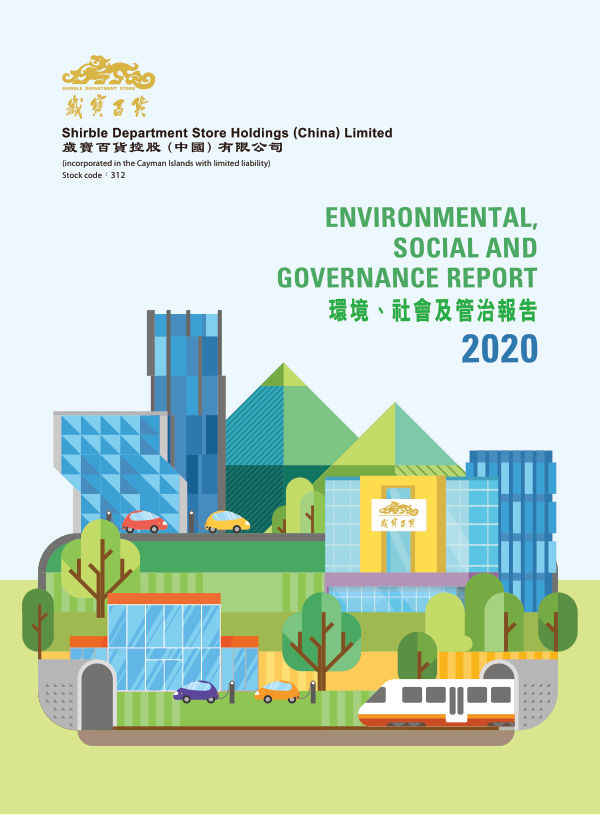 SHIRBLE DEPARTMENT STORE
歲寶百貨
Shirble Department Store Holdings (China) Limited
歲寶百貨控股(中國)有限公司
(incorporated in the Cayman Islands with limited liability)
Stock code：312
ENVIRONMENTAL,
SOCIAL AND
GOVERNANCE REPORT
環境、社會及管治報告
2020
歲寶百貨